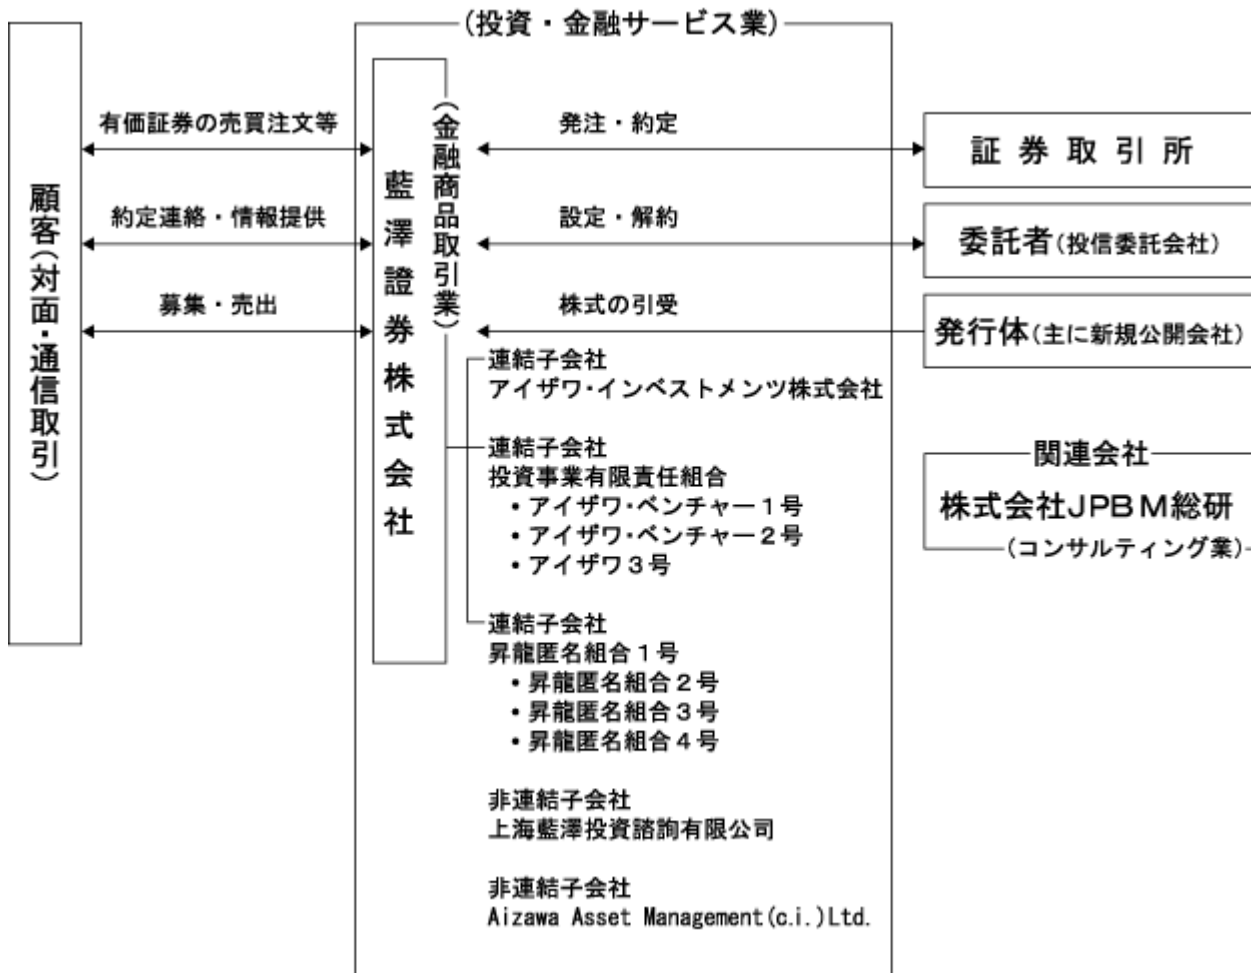 (投資・金融サービス業)
顧客(対面・通信取引)
有価証券の売買注文等
約定連絡・情報提供
募集・売出
藍澤證券株式会社
(金融商品取引業)
発注・約定
設定・解約
株式の引受
証券取引所
委託者(投信委託会社)
発行体(主に新規公開会社)
連結子会社
アイザワ・インベストメンツ株式会社
連結子会社
投資事業有限責任組合
・アイザワ・ベンチャー1号
・アイザワ・ベンチャー2号
・アイザワ3号
連結子会社
昇龍匿名組合1号
・昇龍匿名組合2号
・昇龍匿名組合3号
・昇龍匿名組合4号
非連結子会社
上海藍澤投資諮詢有限公司
非連結子会社
Aizawa Asset Management(c.i.)Ltd.
関連会社
株式会社JPBM総研
(コンサルティング業)